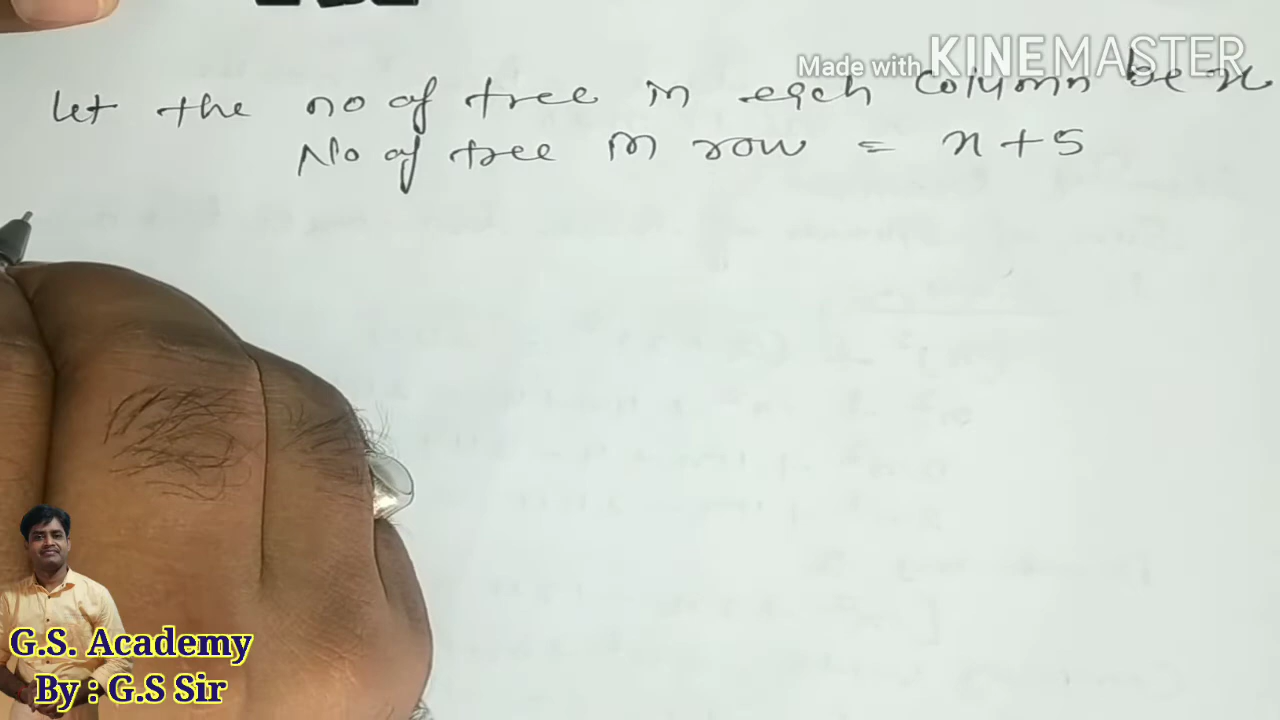 Made with KINEMASTER
Let the no of tree in each column be x
No of tree in row = x + 5
G.S. Academy
By : G.S Sir